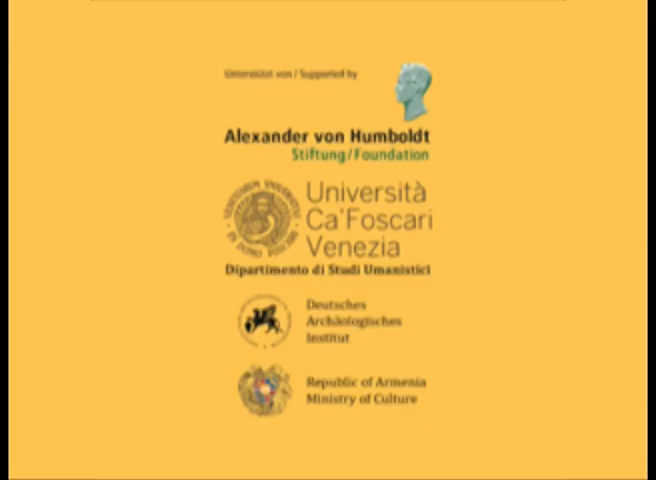 Unterstützt von / Supported by
Alexander von Humboldt
Stiftung/Foundation
Università
Ca'Foscari
Venezia
Dipartimento di Studi Umanistici
Deutsches
Archäologisches
Institut
Republic of Armenia
Ministry of Culture